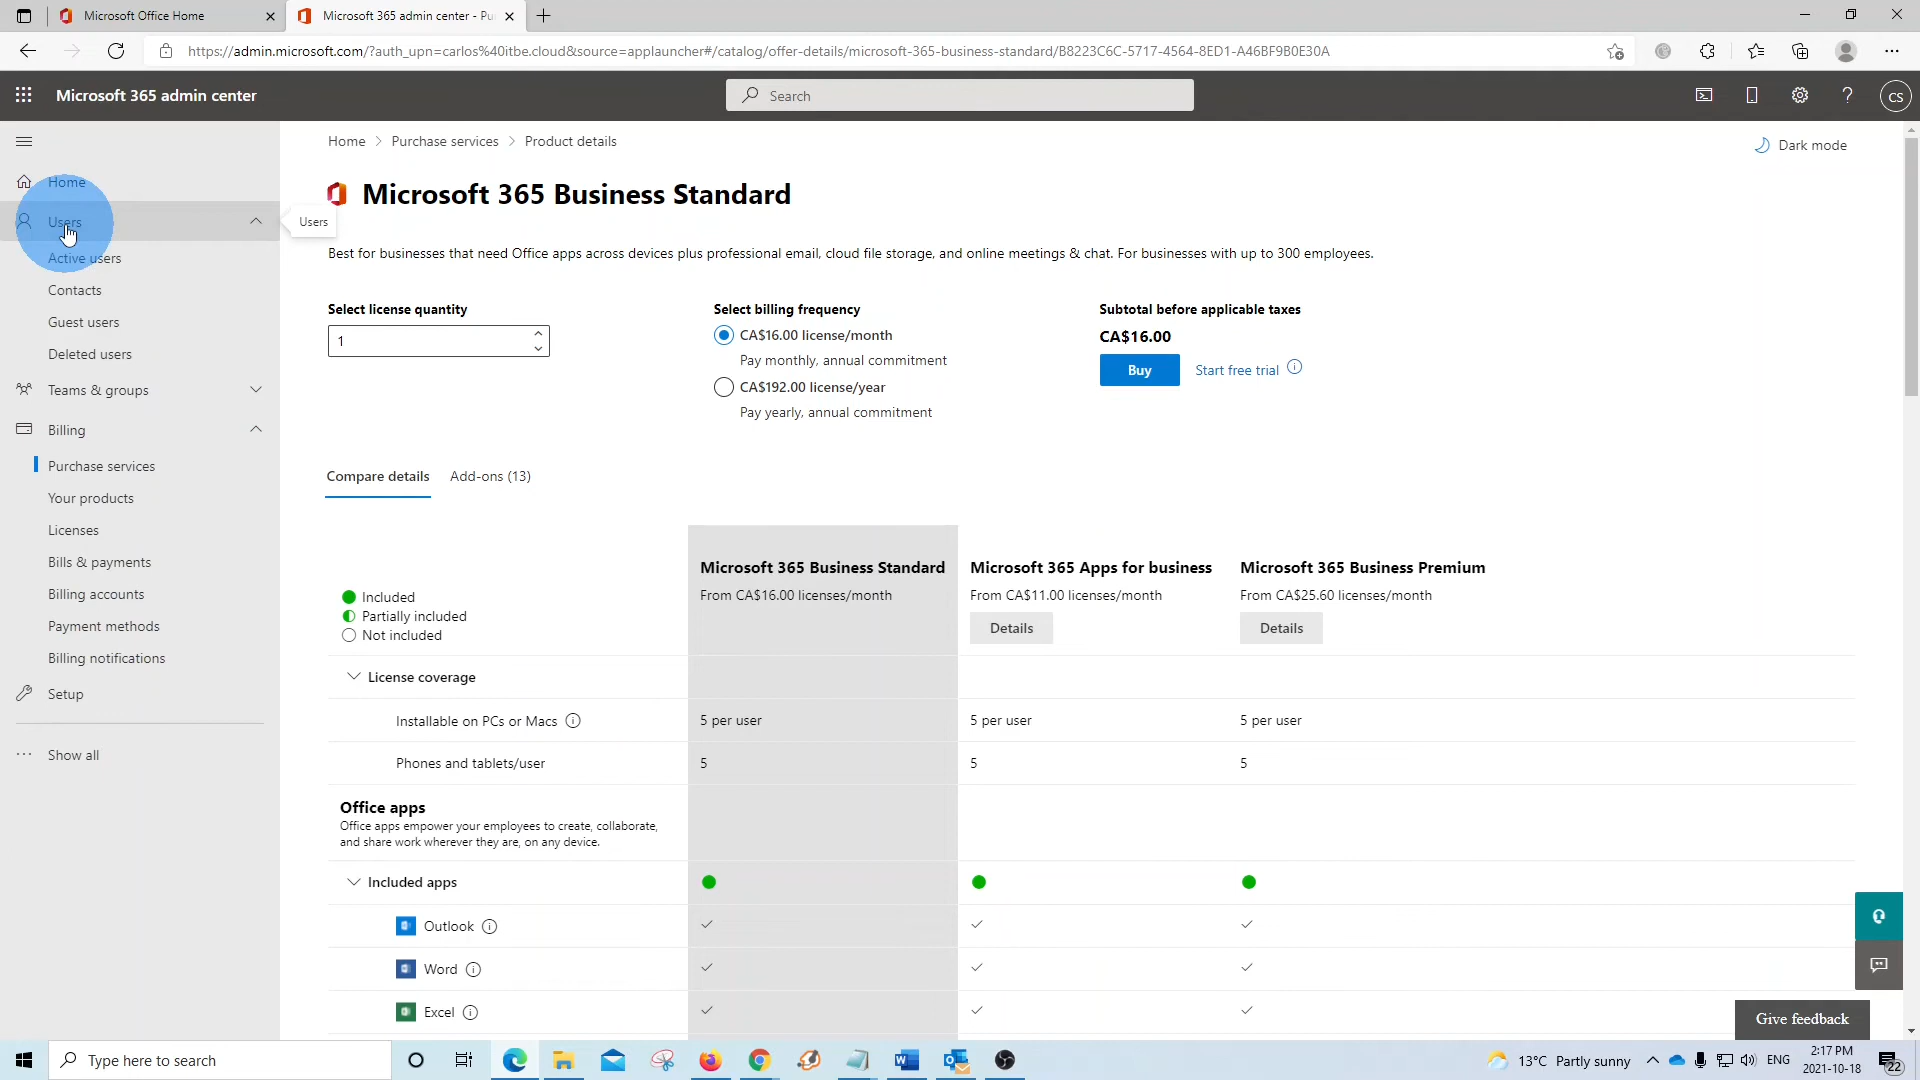 Microsoft Office Home
Microsoft 365 admin center - Pu
https://admin.microsoft.com/?auth_upn=carlos%40itbe.cloud&source=applauncher#/catalog/offer-details/microsoft-365-business-standard/B8223C6C-5717-4564-8ED1-A46BF9B0E30A
Microsoft 365 admin center
Search
CS
Home
Users
Users
Active users
Contacts
Guest users
Deleted users
Teams & groups
Billing
Purchase services
Your products
Licenses
Bills & payments
Billing accounts
Payment methods
Billing notifications
Setup
Show all
Home > Purchase services > Product details
Dark mode
Microsoft 365 Business Standard
Best for businesses that need Office apps across devices plus professional email, cloud file storage, and online meetings & chat. For businesses with up to 300 employees.
Select license quantity
1
Select billing frequency
CA$16.00 license/month
Pay monthly, annual commitment
CA$192.00 license/year
Pay yearly, annual commitment
Subtotal before applicable taxes
CA$16.00
Buy
Start free trial
Compare details
Add-ons (13)
Included
Partially included
Not included
Microsoft 365 Business Standard
From CA$16.00 licenses/month
Microsoft 365 Apps for business
From CA$11.00 licenses/month
Details
Microsoft 365 Business Premium
From CA$25.60 licenses/month
Details
License coverage
Installable on PCs or Macs 5 per user 5 per user 5 per user
Phones and tablets/user 5 5 5
Office apps
Office apps empower your employees to create, collaborate,
and share work wherever they are, on any device.
Included apps
Outlook
Word
Excel
Give feedback
Type here to search
13°C Partly sunny
ENG
2:17 PM
2021-10-18
22